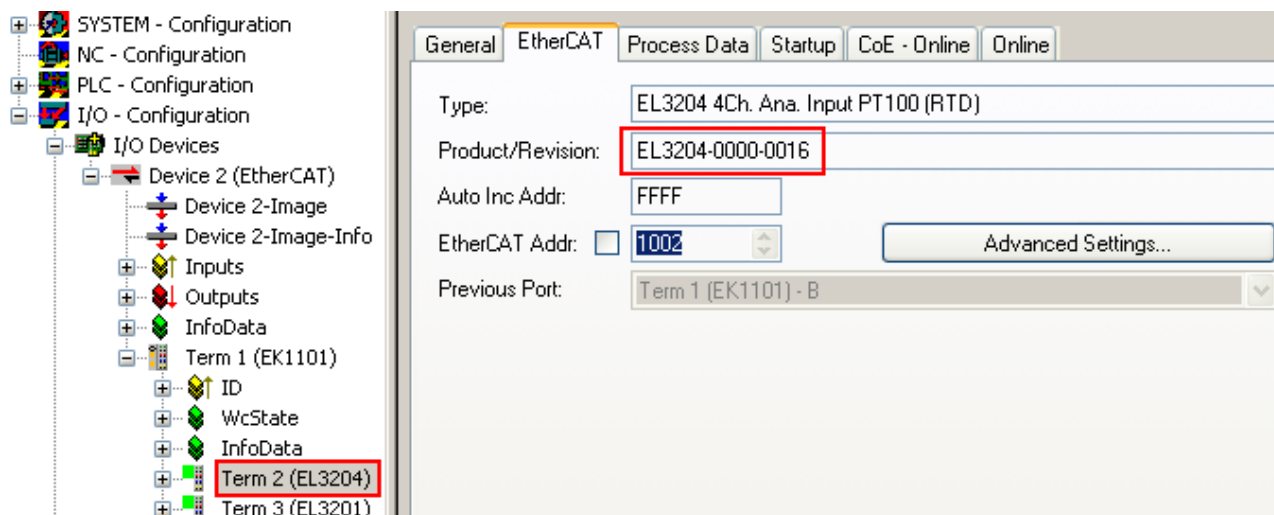 SYSTEM - Configuration
NC - Configuration
PLC - Configuration
I/O - Configuration
I/O Devices
Device 2 (EtherCAT)
Device 2-Image
Device 2-Image-Info
Inputs
Outputs
InfoData
Term 1 (EK1101)
ID
WcState
InfoData
Term 2 (EL3204)
Term 3 (EL3201)
General EtherCAT Process Data Startup CoE - Online Online
Type: EL3204 4Ch. Ana. Input PT100 (RTD)
Product/Revision: EL3204-0000-0016
Auto Inc Addr: FFFF
EtherCAT Addr: 1002 Advanced Settings...
Previous Port: Term 1 (EK1101) - B